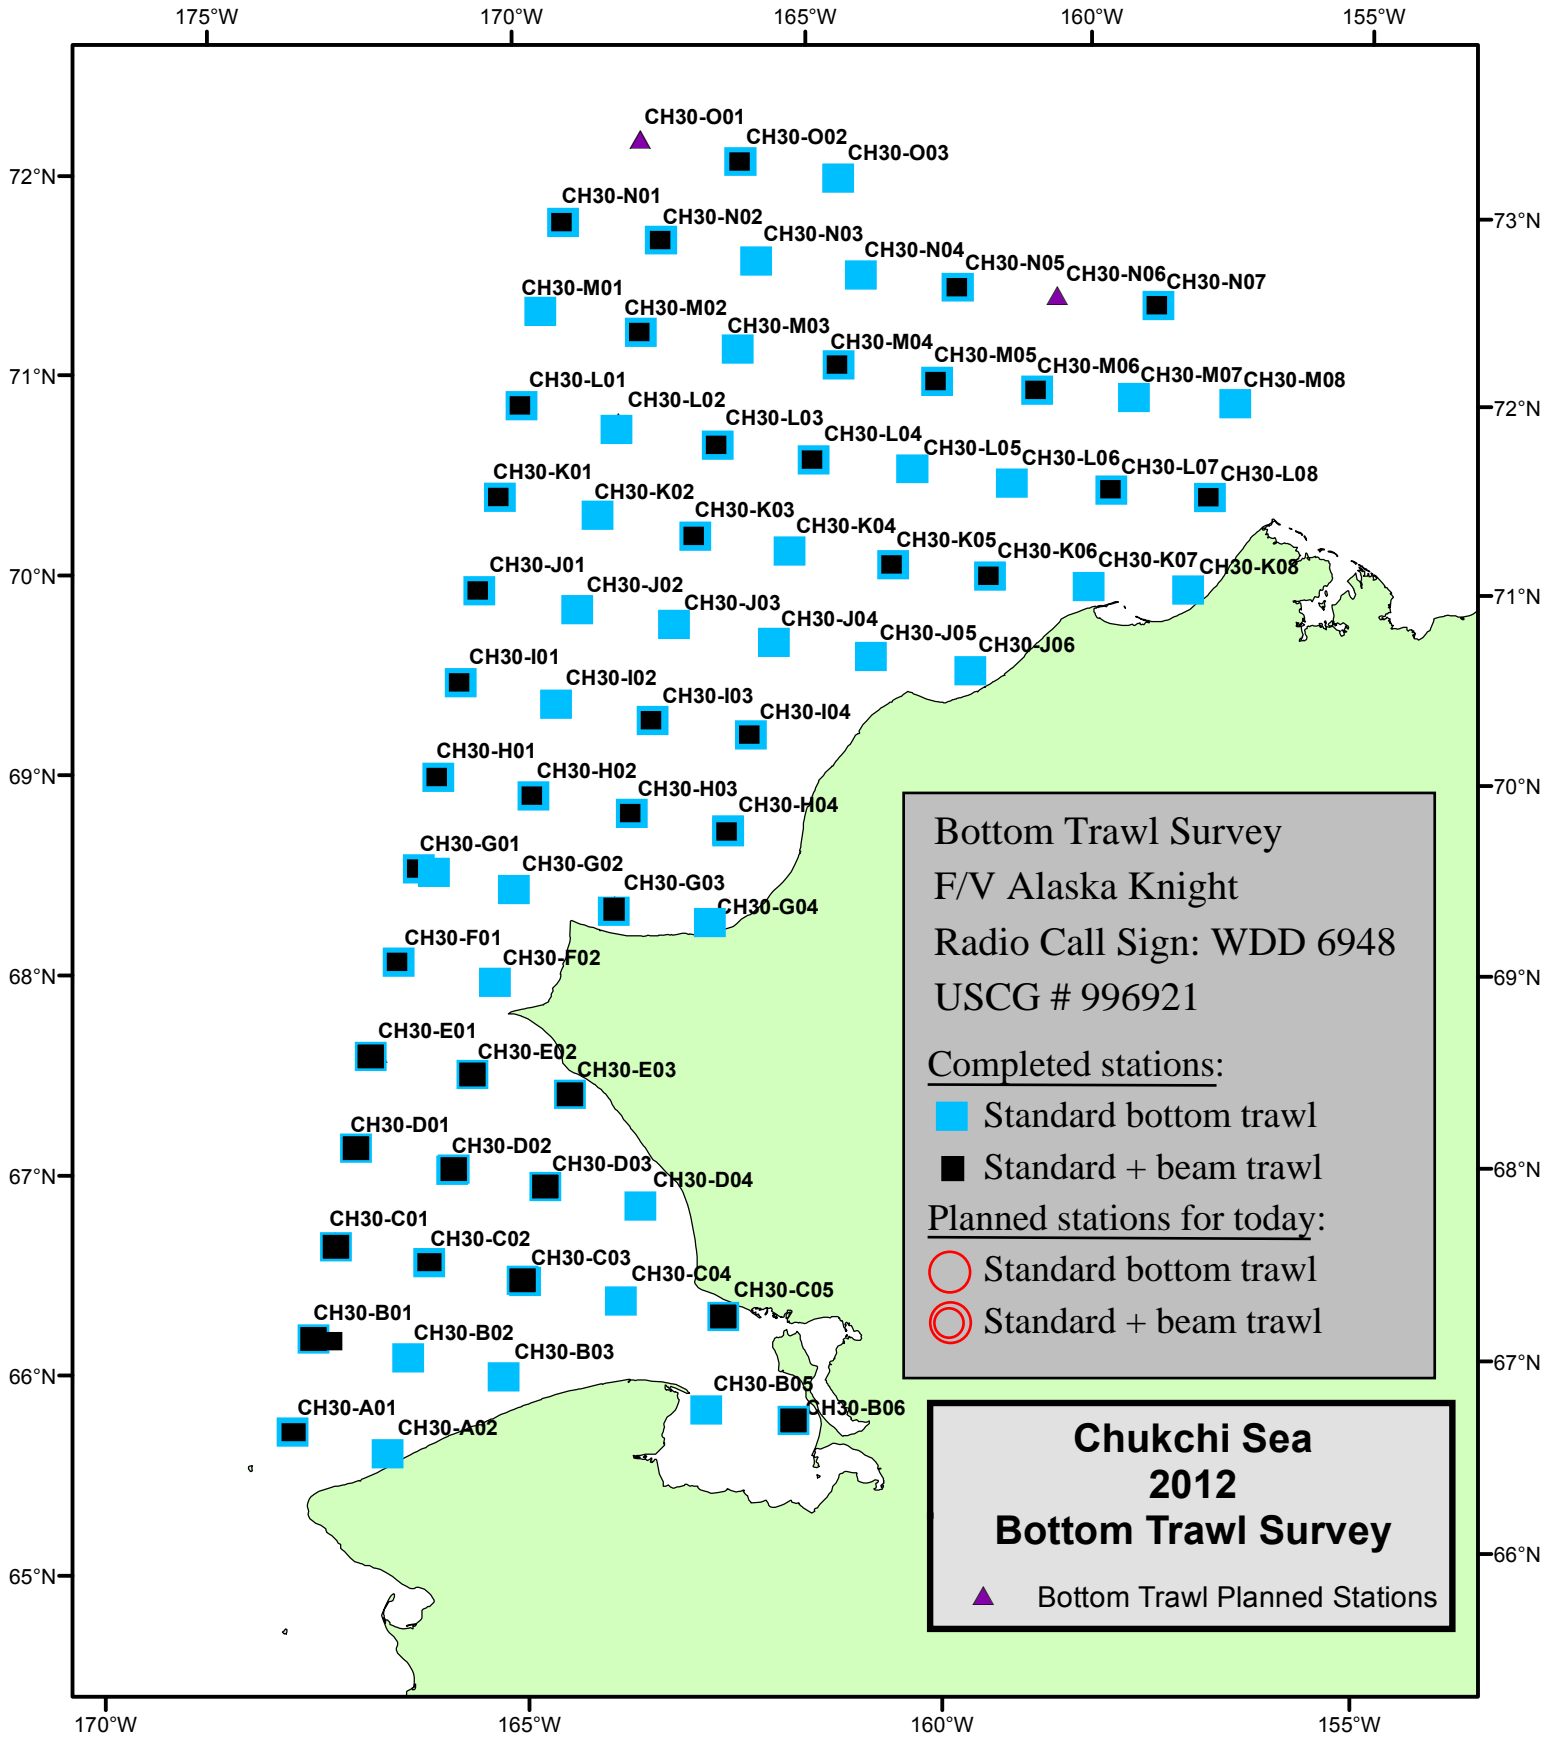 175°W 170°W 165°W 160°W 155°W
CH30-O01
CH30-O02
CH30-O03
72°N
CH30-N01
CH30-N02
73°N
CH30-N03
CH30-N04
CH30-N05
CH30-N06
CH30-N07
CH30-M01
CH30-M02
CH30-M03
CH30-M04
CH30-M05
CH30-M06
CH30-M07
CH30-M08
71°N
CH30-L01
CH30-L02
72°N
CH30-L03
CH30-L04
CH30-L05
CH30-L06
CH30-L07
CH30-L08
CH30-K01
CH30-K02
CH30-K03
CH30-K04
CH30-K05
CH30-K06
CH30-K07
CH30-K08
70°N
CH30-J01
CH30-J02
71°N
CH30-J03
CH30-J04
CH30-J05
CH30-J06
CH30-I01
CH30-I02
CH30-I03
CH30-I04
CH30-H01
69°N
CH30-H02
70°N
CH30-H03
CH30-H04
CH30-G01
CH30-G02
CH30-G03
CH30-G04
CH30-F01
CH30-F02
68°N
69°N
CH30-E01
CH30-E02
CH30-E03
CH30-D01
CH30-D02
CH30-D03
67°N
68°N
CH30-D04
CH30-C01
CH30-C02
CH30-C03
CH30-C04
CH30-C05
CH30-B01
CH30-B02
CH30-B03
66°N
67°N
CH30-B05
CH30-B06
CH30-A01
CH30-A02
66°N
65°N
Bottom Trawl Survey
F/V Alaska Knight
Radio Call Sign: WDD 6948
USCG # 996921
Completed stations:
Standard bottom trawl
Standard + beam trawl
Planned stations for today:
Standard bottom trawl
Standard + beam trawl
Chukchi Sea
2012
Bottom Trawl Survey
Bottom Trawl Planned Stations
170°W 165°W 160°W 155°W